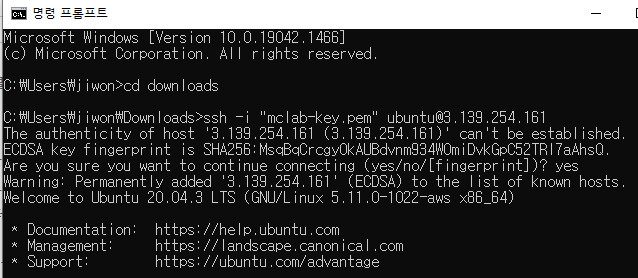 명령 프롬프트
Microsoft Windows [Version 10.0.19042.1466]
(c) Microsoft Corporation. All rights reserved.
C:₩Users₩jiwon>cd downloads
C:₩Users₩jiwon₩Downloads>ssh -i "mclab-key.pem" ubuntu@3.139.254.161
The authenticity of host '3.139.254.161 (3.139.254.161)' can't be established.
ECDSA key fingerprint is SHA256:MsqBqCrcgyOkAUBdvnm934WOmiDvkGpC52TRl7aAhsQ.
Are you sure you want to continue connecting (yes/no/[fingerprint])? yes
Warning: Permanently added '3.139.254.161' (ECDSA) to the list of known hosts.
Welcome to Ubuntu 20.04.3 LTS (GNU/Linux 5.11.0-1022-aws x86_64)
* Documentation:  https://help.ubuntu.com
* Management:     https://landscape.canonical.com
* Support:        https://ubuntu.com/advantage